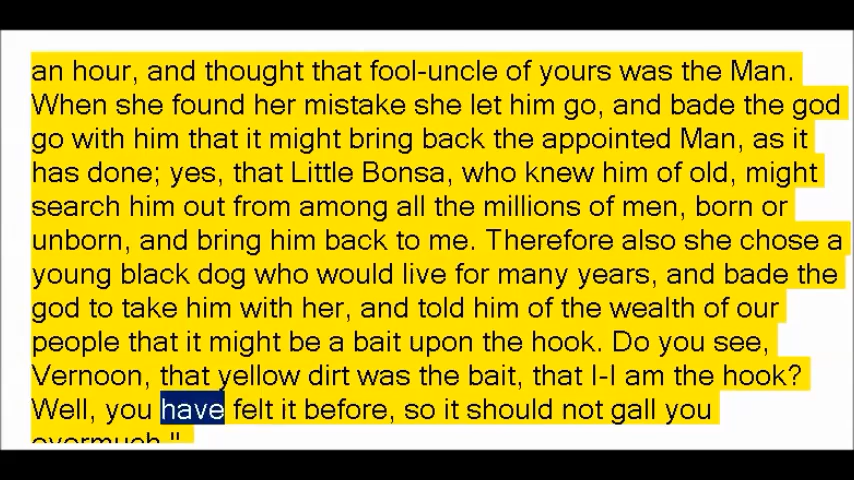 an hour, and thought that fool-uncle of yours was the Man.
When she found her mistake she let him go, and bade the god
go with him that it might bring back the appointed Man, as it
has done; yes, that Little Bonsa, who knew him of old, might
search him out from among all the millions of men, born or
unborn, and bring him back to me. Therefore also she chose a
young black dog who would live for many years, and bade the
god to take him with her, and told him of the wealth of our
people that it might be a bait upon the hook. Do you see,
Vernoon, that yellow dirt was the bait, that I-I am the hook?
Well, you have felt it before, so it should not gall you
overmuch."